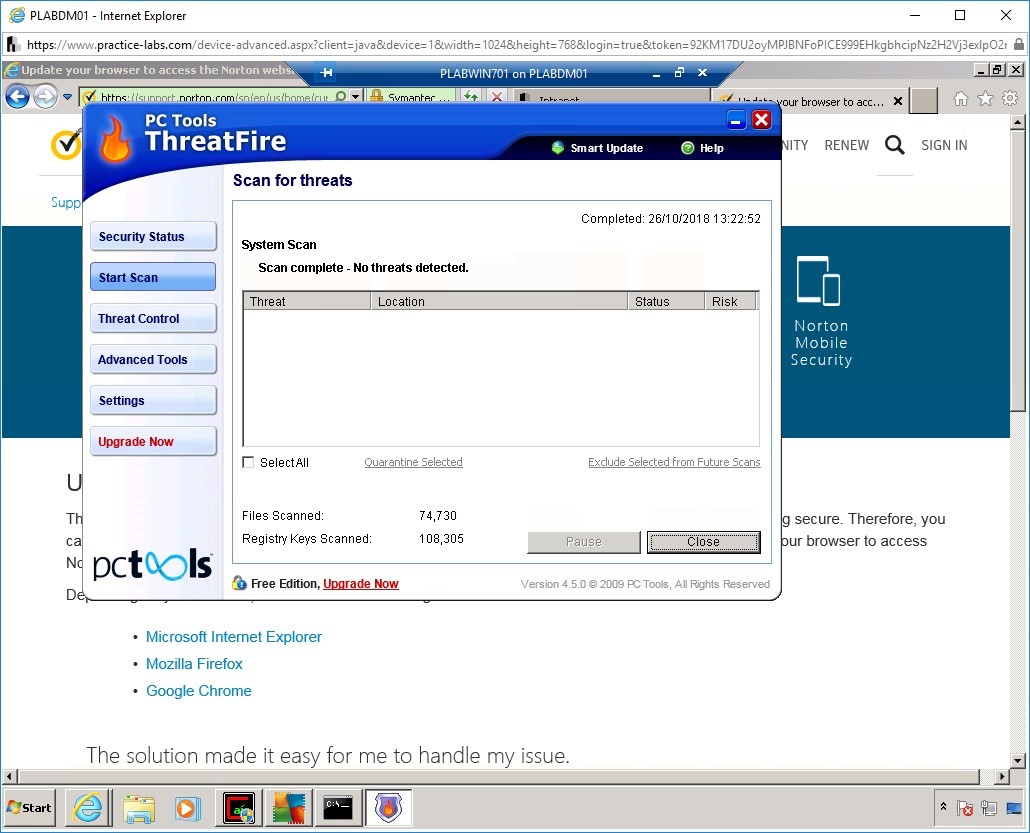 PLABDM01 - Internet Explorer
https://www.practice-labs.com/device-advanced.aspx?client=java&device=1&width=1024&height=768&login=true&token=
Update your browser to access the Norton websi
PLABWIN701 on PLABDM01
https://support.norton.com/sp/en/us/home/cur
Symantec ...
Intranet
Update your browser to acc...
PC Tools
ThreatFire
Smart Update
Help
NITY
RENEW
SIGN IN
Supp
Scan for threats
Completed: 26/10/2018 13:22:52
Security Status
Start Scan
Threat Control
Advanced Tools
Settings
Upgrade Now
System Scan
Scan complete - No threats detected.
Threat
Location
Status
Risk
Norton
Mobile
Security
Select All
Quarantine Selected
Exclude Selected from Future Scans
Files Scanned:
74,730
Registry Keys Scanned:
108,305
Pause
Close
pctools
Free Edition, Upgrade Now
Version 4.5.0 © 2009 PC Tools, All Rights Reserved
U
Th
g secure. Therefore, you
ca
our browser to access
No
De
Microsoft Internet Explorer
Mozilla Firefox
Google Chrome
The solution made it easy for me to handle my issue.
Start
C:\